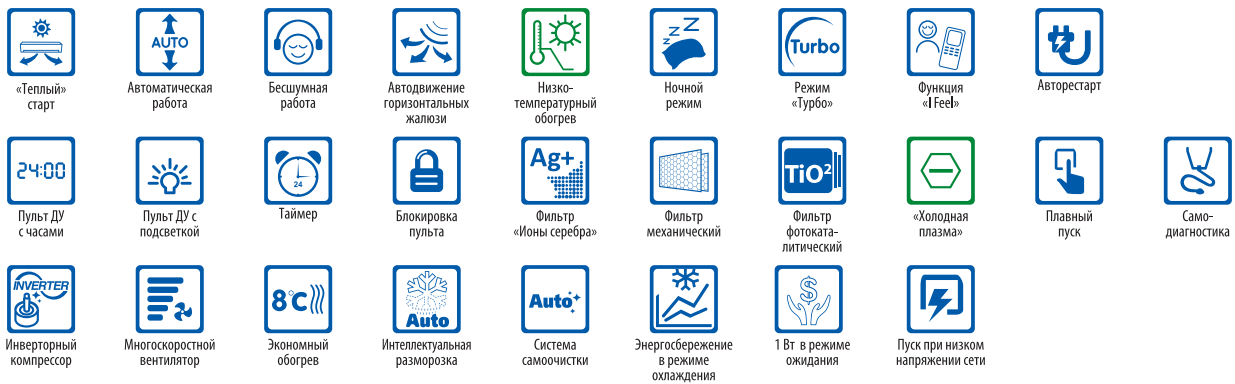 AUTO
Turbo
«Теплый»
старт
Автоматическая
работа
Бесшумная
работа
Автодвижение
горизонтальных
жалюзи
Низко-
температурный
обогрев
Ночной
режим
Режим
«Турбо»
Функция
«I Feel»
Авторестарт
z Z Z
24:00
24
Ag+
TiO²
Пульт ДУ
с часами
Пульт ДУ с
подсветкой
Таймер
Блокировка
пульта
Фильтр
«Ионы серебра»
Фильтр
механический
Фильтр
фотоката-
литический
«Холодная
плазма»
Плавный
пуск
Само-
диагностика
INVERTER
8°C
Auto
Auto
$
Инверторный
компрессор
Многоскоростной
вентилятор
Экономный
обогрев
Интеллектуальная
разморозка
Система
самоочистки
Энергосбережение
в режиме
охлаждения
1 Вт в режиме
ожидания
Пуск при низком
напряжении сети